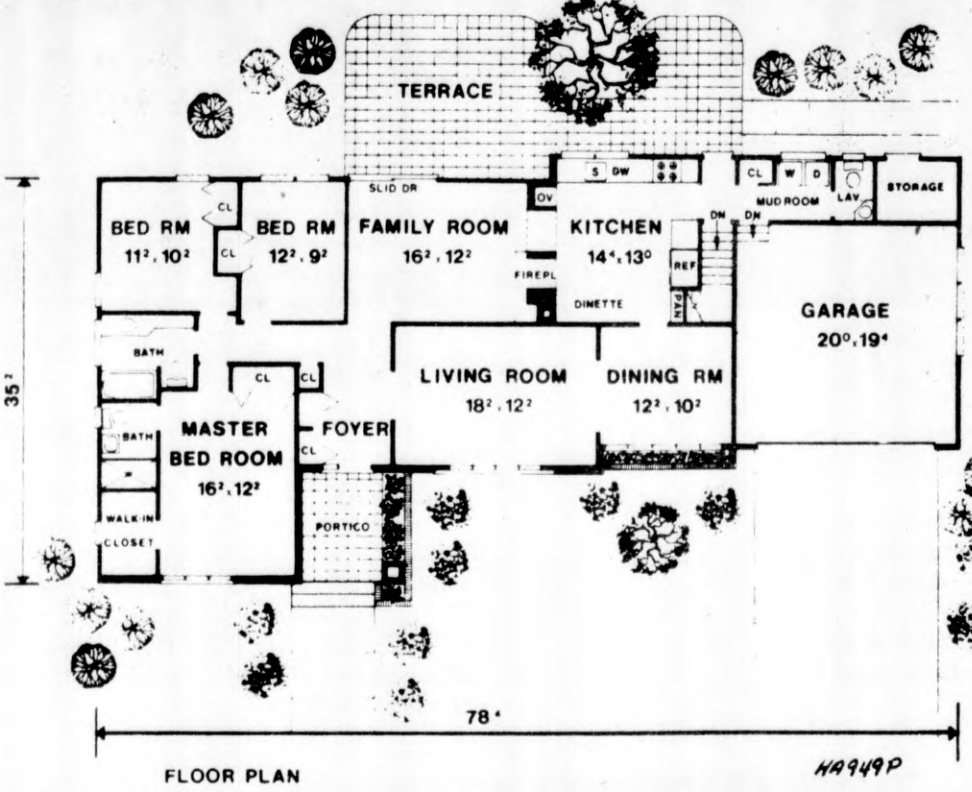 TERRACE
SLID DR
S DW
CL W D
MUD ROOM
LAV
STORAGE
OV
CL
BED RM
11², 10²
CL
BED RM
12², 9²
FAMILY ROOM
16², 12²
KITCHEN
14⁴, 13⁰
DN DN
REF
FIREPL
DINETTE
PAN
GARAGE
20⁰, 19⁴
BATH
CL
CL
LIVING ROOM
18², 12²
DINING RM
12², 10²
35²
BATH
MASTER
BED ROOM
16², 12²
FOYER
CL
WALK-IN
CLOSET
PORTICO
78⁴
FLOOR PLAN
HA949P